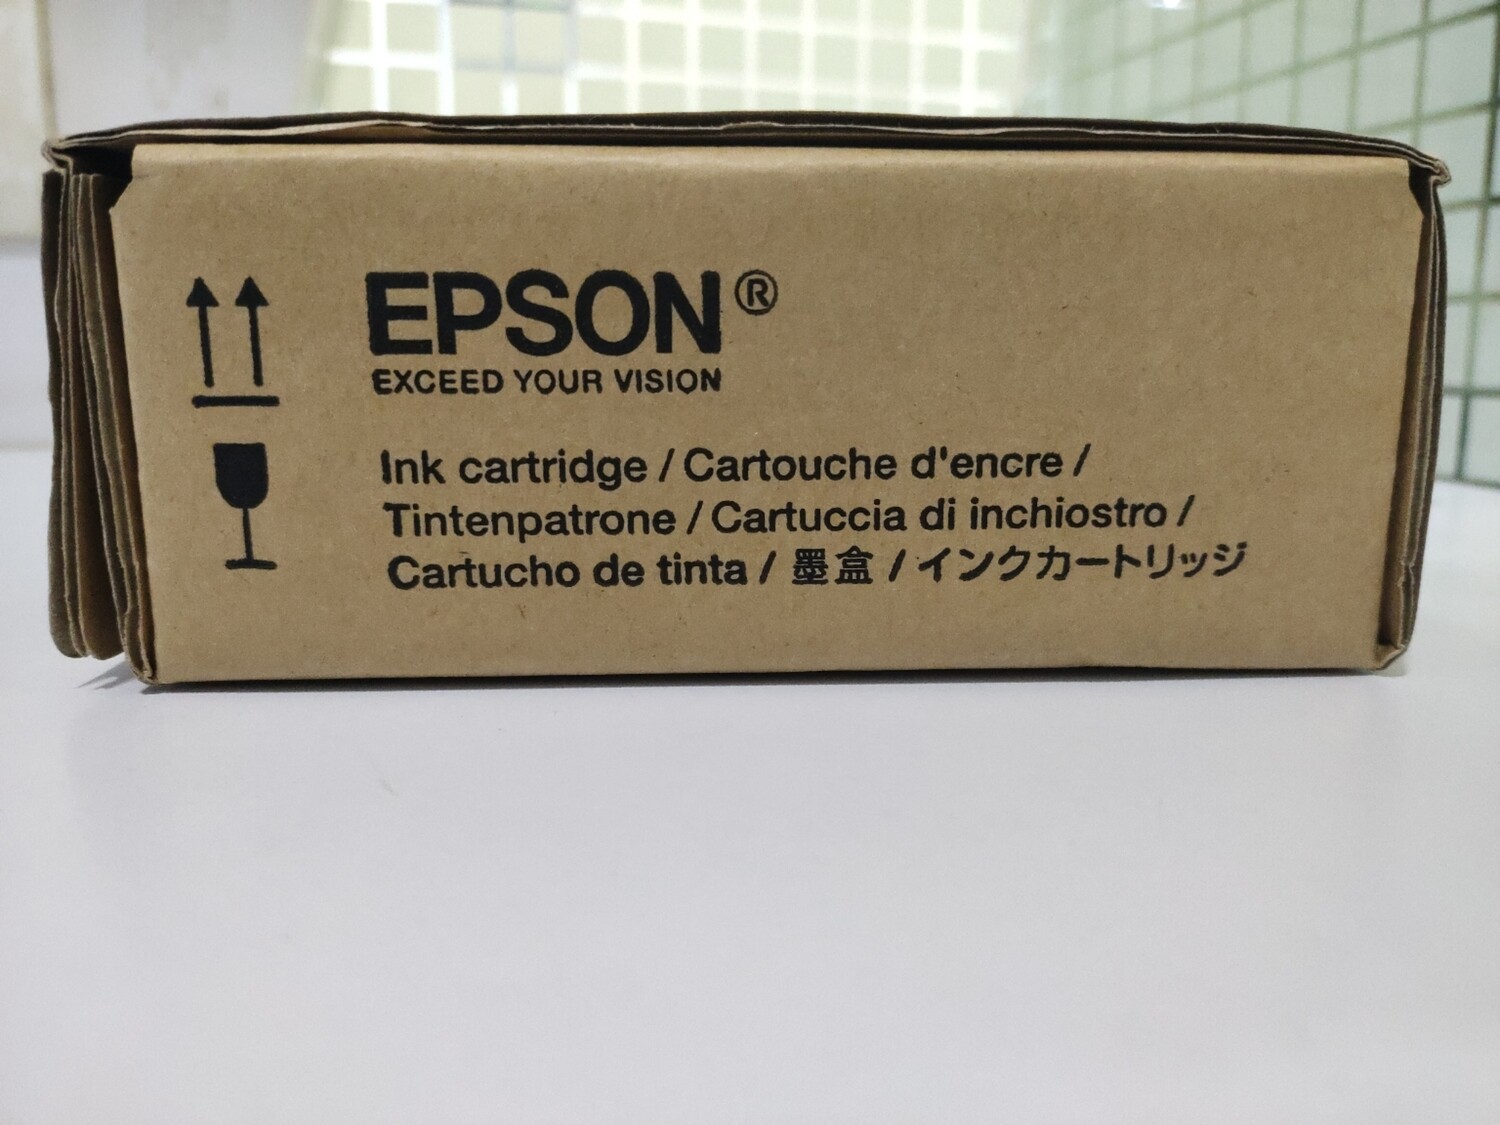 EPSON®
EXCEED YOUR VISION
Ink cartridge / Cartouche d'encre /
Tintenpatrone / Cartuccia di inchiostro /
Cartucho de tinta / 墨盒 / インクカートリッジ